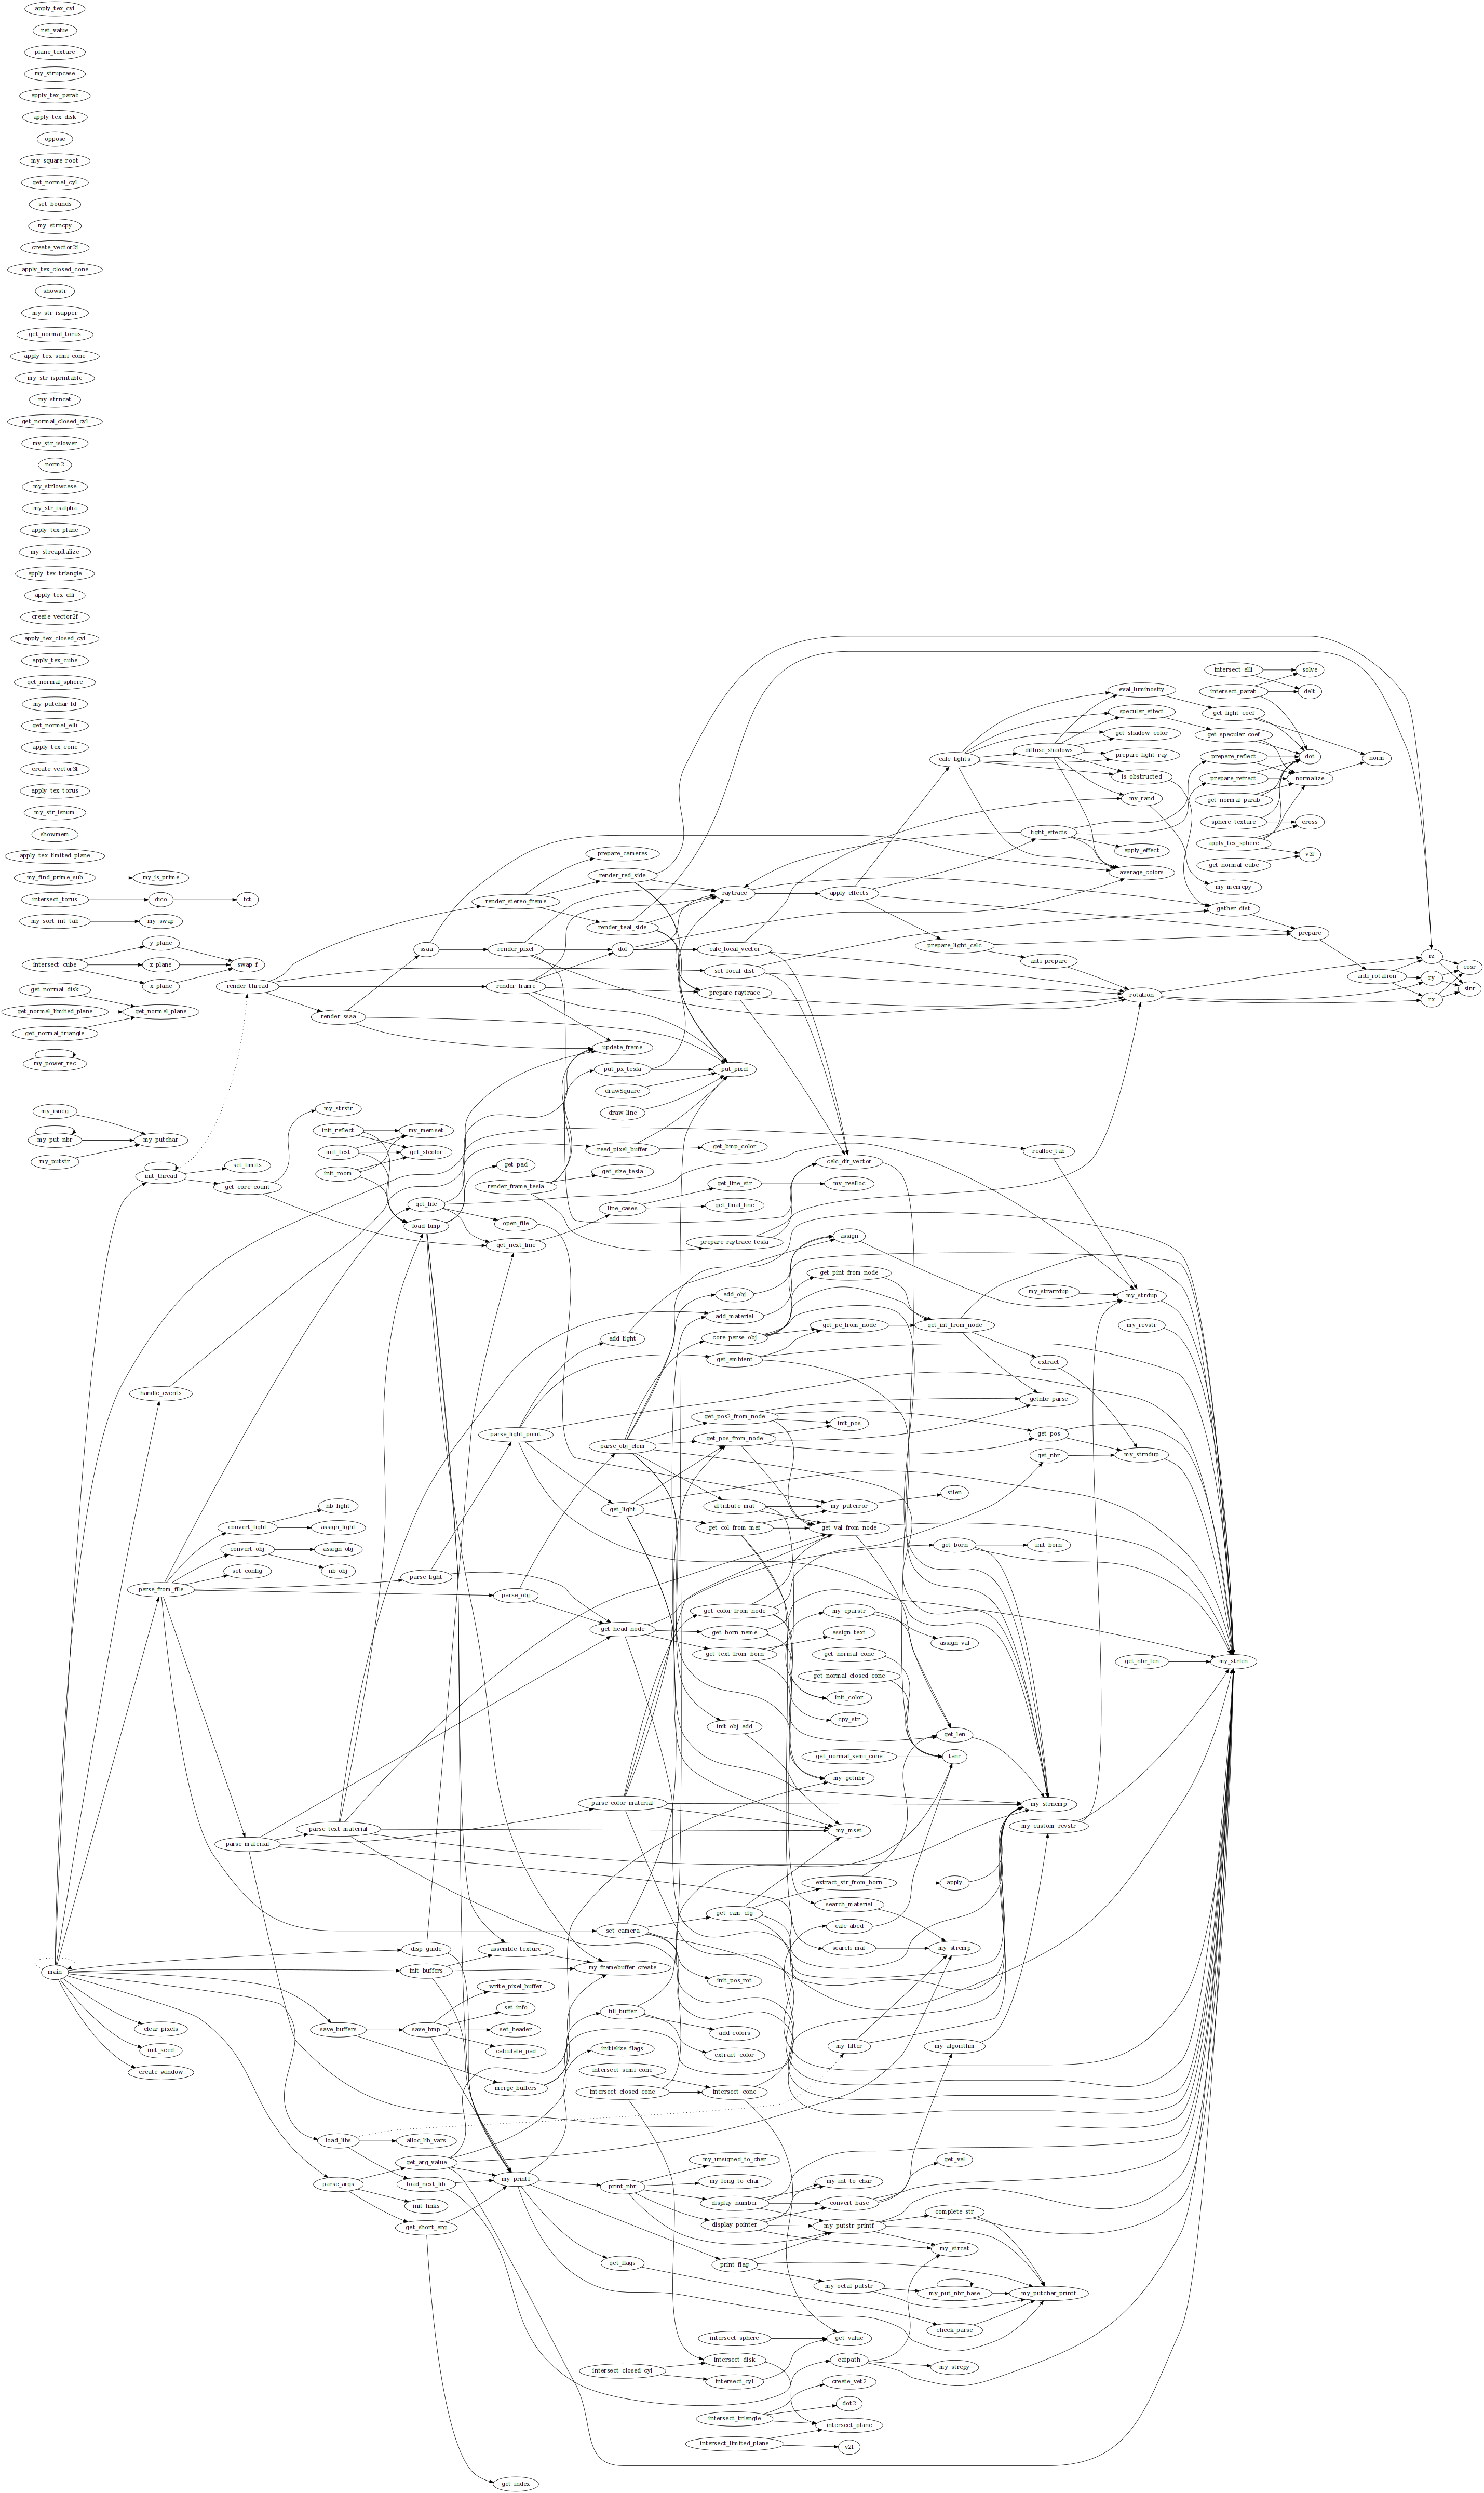 apply_tex_cyl
ret_value
plane_texture
my_strupcase
apply_tex_parab
apply_tex_disk
oppose
my_square_root
get_normal_cyl
set_bounds
my_strncpy
create_vector2i
apply_tex_closed_cone
showstr
my_str_isupper
get_normal_torus
apply_tex_semi_cone
my_str_isprintable
my_strncat
get_normal_closed_cyl
my_str_islower
norm2
my_strlowcase
my_str_isalpha
apply_tex_plane
my_strcapitalize
apply_tex_triangle
apply_tex_elli
create_vector2f
apply_tex_closed_cyl
apply_tex_cube
get_normal_sphere
my_putchar_fd
get_normal_elli
apply_tex_cone
create_vector3f
apply_tex_torus
my_str_isnum
showmem
apply_tex_limited_plane
my_find_prime_sub
intersect_torus
my_sort_int_tab
intersect_cube
get_normal_disk
get_normal_limited_plane
get_normal_triangle
my_power_rec
my_isneg
my_put_nbr
my_putstr
main
my_is_prime
dico
my_swap
y_plane
z_plane
x_plane
get_normal_plane
my_putchar
init_thread
handle_events
parse_from_file
clear_pixels
init_seed
create_window
fct
swap_f
render_thread
set_limits
get_core_count
convert_light
convert_obj
set_config
parse_material
render_ssaa
my_strstr
init_reflect
init_test
init_room
nb_light
assign_light
assign_obj
nb_obj
parse_text_material
save_buffers
load_libs
parse_args
ssaa
my_memset
get_sfcolor
get_file
load_bmp
parse_light
disp_guide
init_buffers
save_bmp
alloc_lib_vars
get_arg_value
load_next_lib
init_links
get_short_arg
render_stereo_frame
render_pixel
render_frame
get_pad
render_frame_tesla
open_file
get_next_line
parse_light_point
parse_obj
assemble_texture
write_pixel_buffer
set_info
set_header
calculate_pad
merge_buffers
my_printf
get_index
prepare_cameras
render_red_side
render_teal_side
dof
update_frame
put_px_tesla
drawSquare
draw_line
read_pixel_buffer
get_size_tesla
line_cases
add_light
parse_obj_elem
get_light
get_head_node
parse_color_material
set_camera
my_framebuffer_create
fill_buffer
initialize_flags
intersect_semi_cone
intersect_closed_cone
print_nbr
get_flags
intersect_closed_cyl
raytrace
calc_focal_vector
set_focal_dist
prepare_raytrace
put_pixel
get_bmp_color
get_line_str
get_final_line
prepare_raytrace_tesla
add_obj
add_material
core_parse_obj
get_ambient
get_pos2_from_node
get_pos_from_node
attribute_mat
get_col_from_mat
get_color_from_node
get_born_name
get_text_from_born
init_obj_add
get_cam_cfg
init_pos_rot
add_colors
extract_color
intersect_cone
my_unsigned_to_char
my_long_to_char
display_number
display_pointer
print_flag
intersect_sphere
intersect_disk
intersect_cyl
intersect_triangle
intersect_limited_plane
apply_effects
calc_dir_vector
my_realloc
assign
get_pint_from_node
get_pc_from_node
init_pos
my_puterror
get_val_from_node
my_epurstr
assign_text
get_normal_cone
get_normal_closed_cone
init_color
cpy_str
get_normal_semi_cone
my_getnbr
my_mset
extract_str_from_born
search_material
calc_abcd
search_mat
my_filter
my_int_to_char
convert_base
my_putstr_printf
my_octal_putstr
get_value
catpath
create_vet2
dot2
intersect_plane
v2f
calc_lights
prepare_light_calc
get_int_from_node
stlen
get_born
assign_val
get_len
tanr
apply
my_strcmp
my_algorithm
get_val
complete_str
my_strcat
my_put_nbr_base
check_parse
my_strcpy
diffuse_shadows
light_effects
anti_prepare
realloc_tab
my_strarrdup
extract
getnbr_parse
get_pos
get_nbr
init_born
my_strncmp
my_custom_revstr
my_putchar_printf
eval_luminosity
specular_effect
get_shadow_color
prepare_light_ray
is_obstructed
my_rand
apply_effect
average_colors
rotation
my_strdup
my_revstr
my_strndup
get_nbr_len
intersect_elli
intersect_parab
get_light_coef
get_specular_coef
prepare_reflect
prepare_refract
get_normal_parab
sphere_texture
apply_tex_sphere
get_normal_cube
my_memcpy
gather_dist
my_strlen
solve
delt
dot
normalize
cross
v3f
prepare
norm
anti_rotation
rz
ry
rx
cosr
sinr